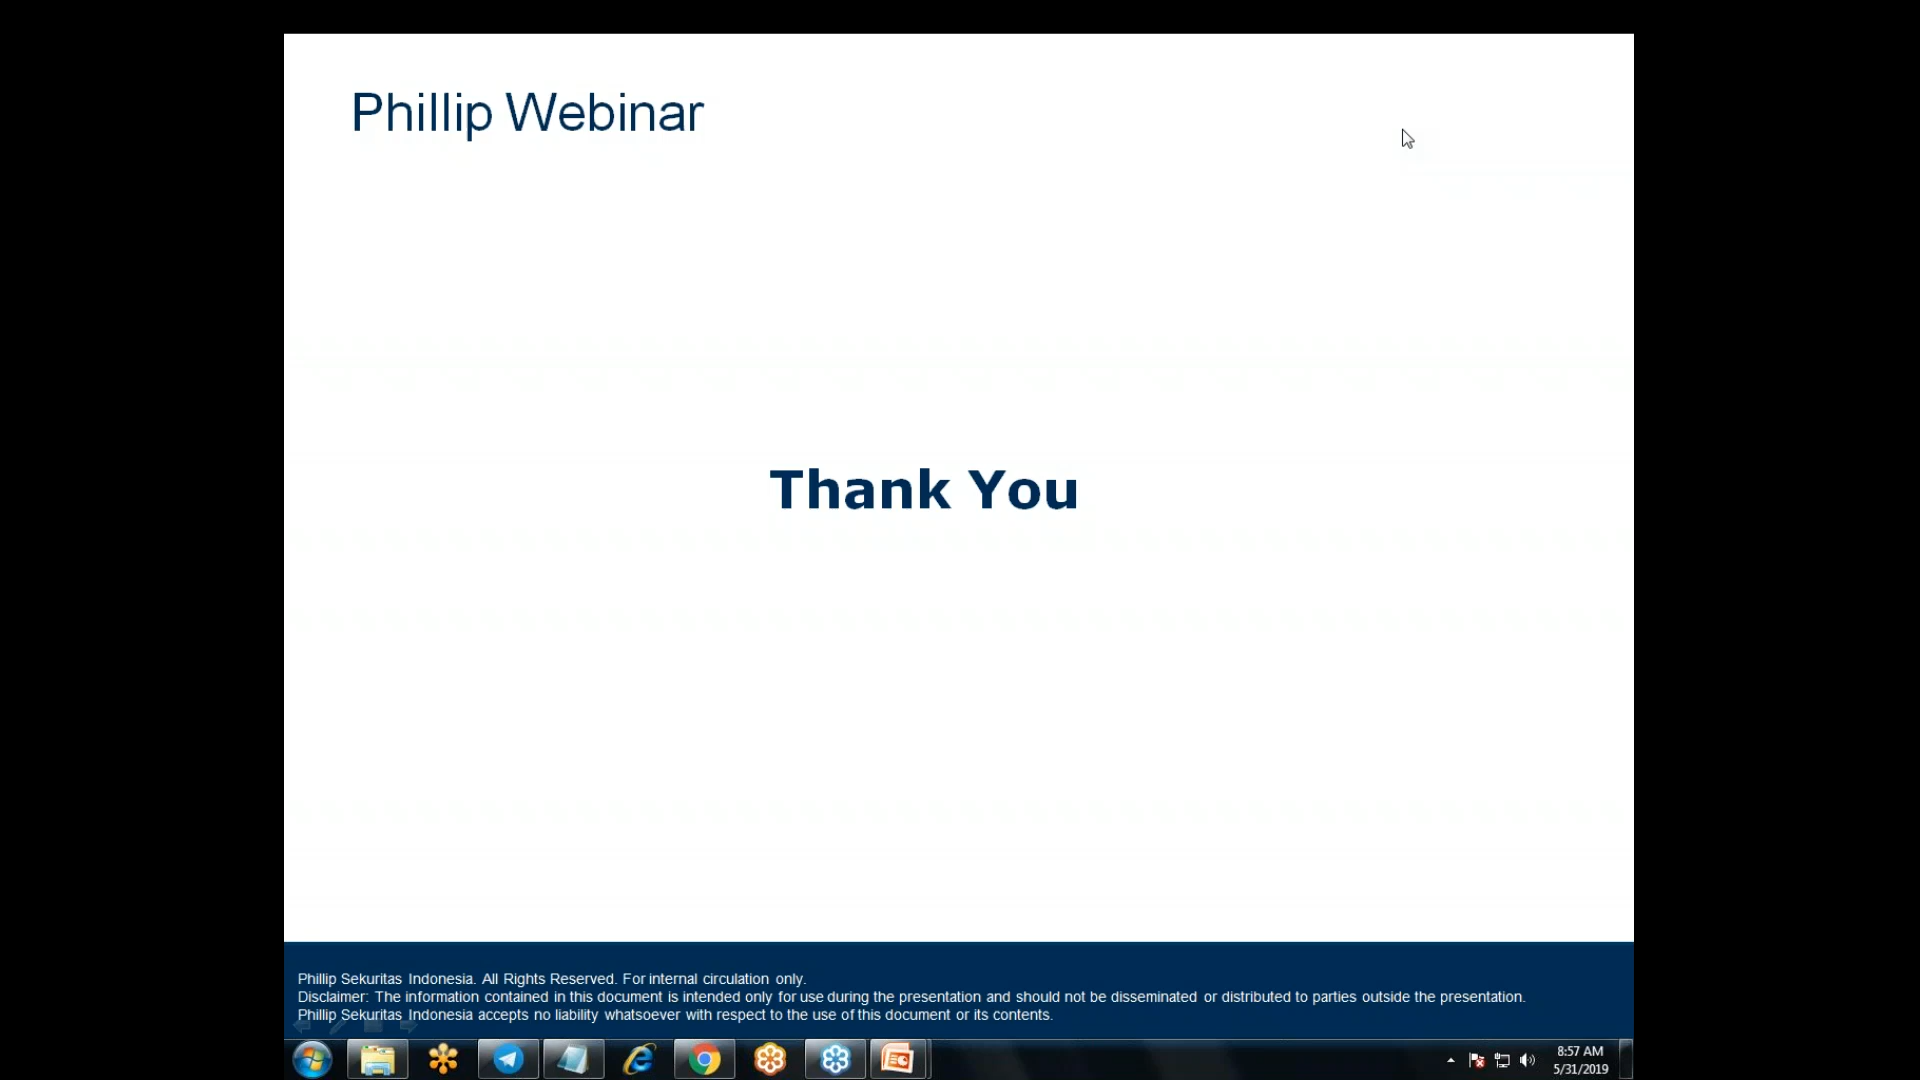 Phillip Webinar
Thank You
Phillip Sekuritas Indonesia. All Rights Reserved. For internal circulation only.
Disclaimer: The information contained in this document is intended only for use during the presentation and should not be disseminated or distributed to parties outside the presentation.
Phillip Sekuritas Indonesia accepts no liability whatsoever with respect to the use of this document or its contents.
8:57 AM
5/31/2019